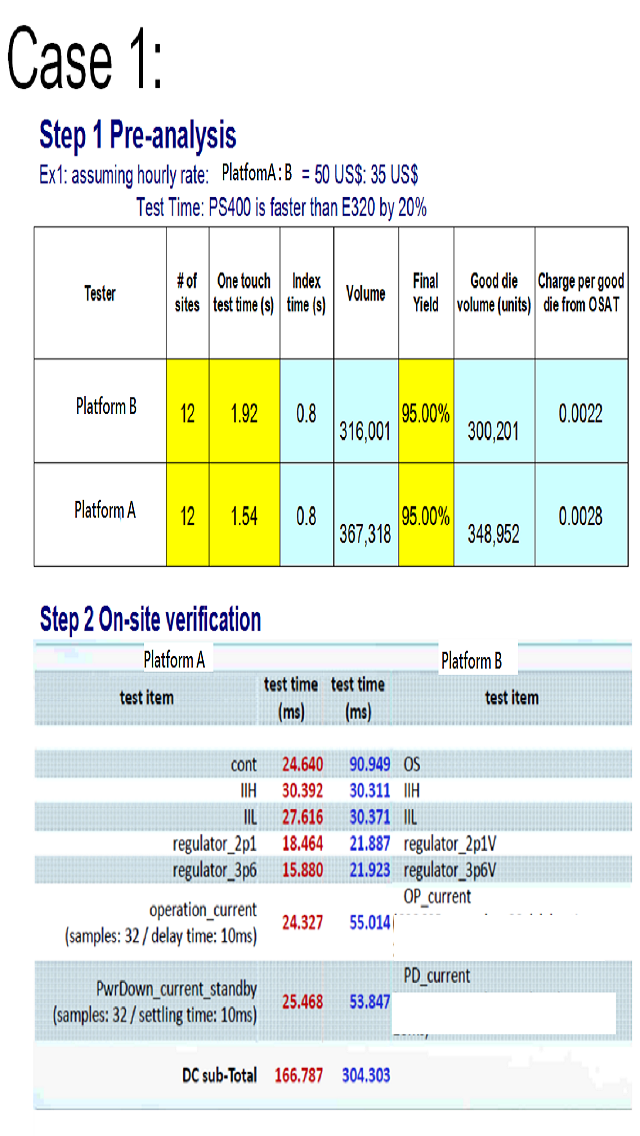 Case 1:
Step 1 Pre-analysis
Ex1: assuming hourly rate: PlatfomA : B = 50 US$: 35 US$
Test Time: PS400 is faster than E320 by 20%
Tester # of sites One touch test time (s) Index time (s) Volume Final Yield Good die volume (units) Charge per good die from OSAT
Platform B 12 1.92 0.8 316,001 95.00% 300,201 0.0022
Platform A 12 1.54 0.8 367,318 95.00% 348,952 0.0028
Step 2 On-site verification
Platform A Platform B
test item test time (ms) test time (ms) test item
cont 24.640 90.949 OS
IIH 30.392 30.311 IIH
IIL 27.616 30.371 IIL
regulator_2p1 18.464 21.887 regulator_2p1V
regulator_3p6 15.880 21.923 regulator_3p6V
operation_current 24.327 55.014 OP_current
(samples: 32 / delay time: 10ms)
PwrDown_current_standby 25.468 53.847 PD_current
(samples: 32 / settling time: 10ms)
DC sub-Total 166.787 304.303